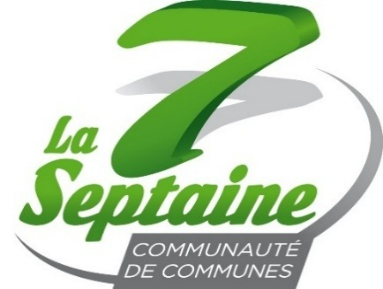 7
La
Septaine
COMMUNAUTÉ
DE COMMUNES